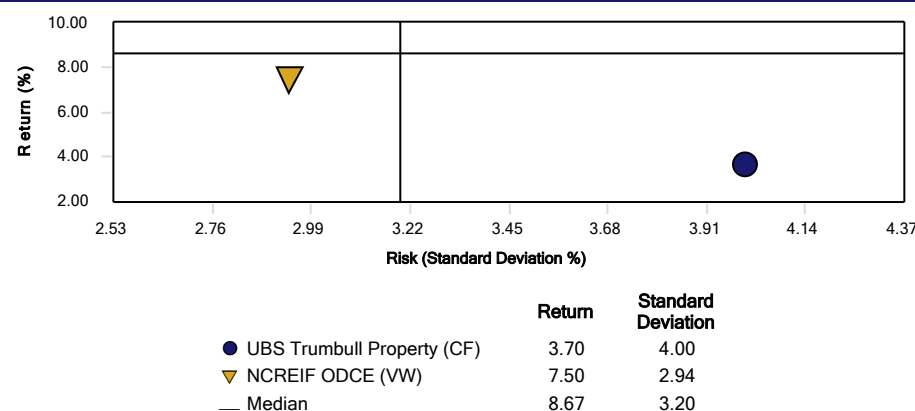 10.00
8.00
6.00
4.00
2.00
Return (%)
2.53 2.76 2.99 3.22 3.45 3.68 3.91 4.14 4.37
Risk (Standard Deviation %)
Return Standard Deviation
UBS Trumbull Property (CF) 3.70 4.00
NCREIF ODCE (VW) 7.50 2.94
Median 8.67 3.20